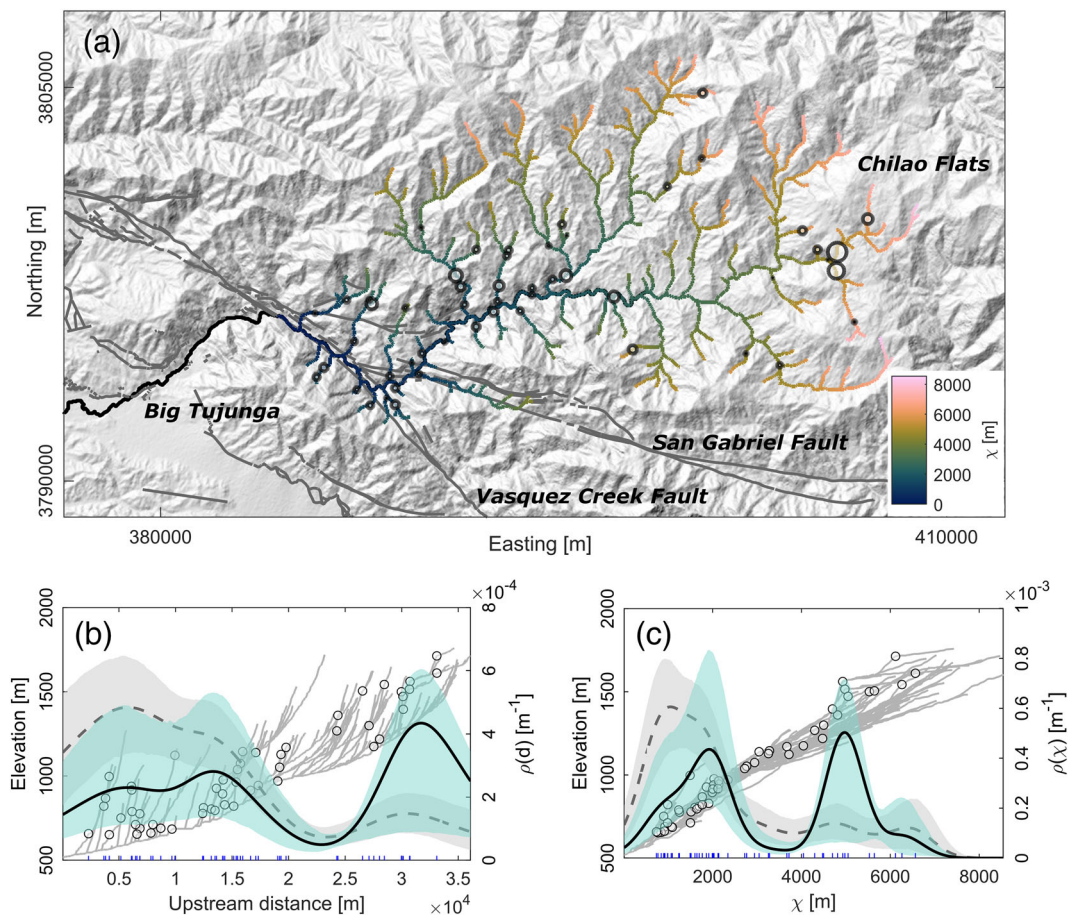 (a)
3805000
Chilao Flats
Northing [m]
8000
6000
4000
2000
0
χ [m]
Big Tujunga
San Gabriel Fault
Vasquez Creek Fault
3790000
380000
Easting [m]
410000
(b)
×10⁻⁴
2000
1500
1000
500
Elevation [m]
8
6
4
2
0
ρ(d) [m⁻¹]
0.5
1
1.5
2
2.5
3
3.5
Upstream distance [m]
×10⁴
(c)
×10⁻³
2000
1500
1000
500
Elevation [m]
1
0.8
0.6
0.4
0.2
0
ρ(χ) [m⁻¹]
2000
4000
6000
8000
χ [m]